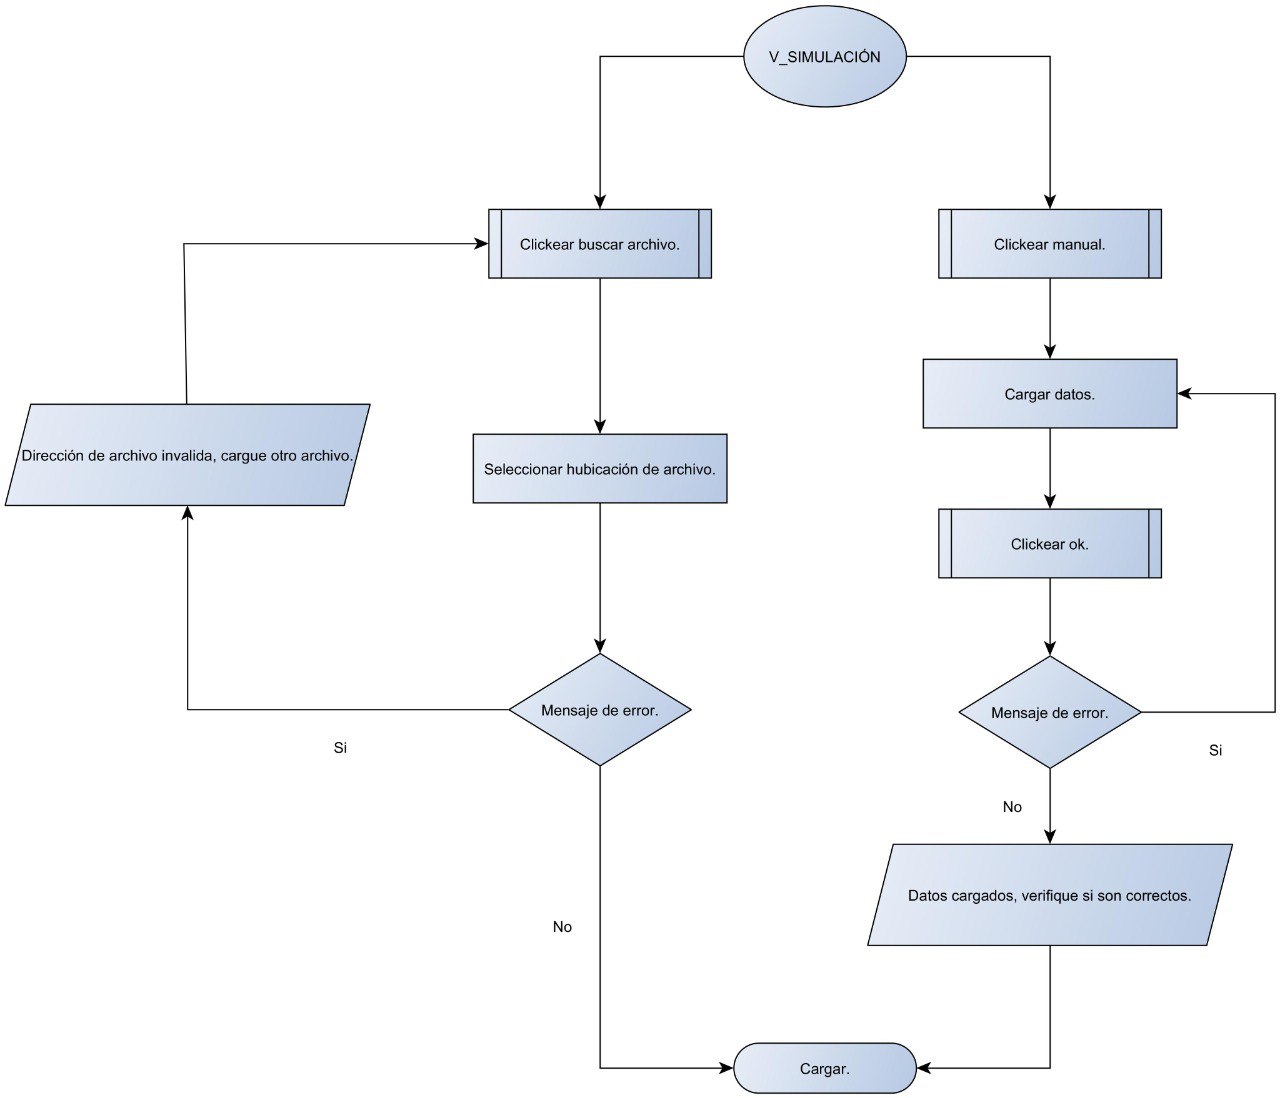 V_SIMULACIÓN
Clickear buscar archivo.
Clickear manual.
Cargar datos.
Dirección de archivo invalida, cargue otro archivo.
Seleccionar hubicación de archivo.
Clickear ok.
Mensaje de error.
Mensaje de error.
Si
Si
No
Datos cargados, verifique si son correctos.
No
Cargar.